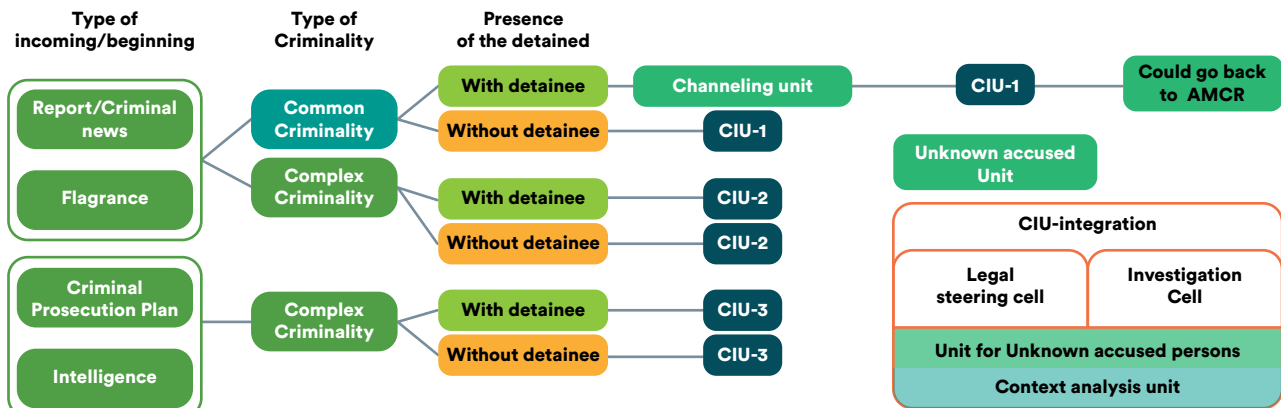 Type of
incoming/beginning
Type of
Criminality
Presence
of the detained
Report/Criminal
news
Flagrance
Common
Criminality
Complex
Criminality
With detainee
Channeling unit
CIU-1
Could go back
to AMCR
Without detainee
CIU-1
With detainee
CIU-2
Without detainee
CIU-2
Criminal
Prosecution Plan
Intelligence
Complex
Criminality
With detainee
CIU-3
Without detainee
CIU-3
Unknown accused
Unit
CIU-integration
Legal
steering cell
Investigation
Cell
Unit for Unknown accused persons
Context analysis unit